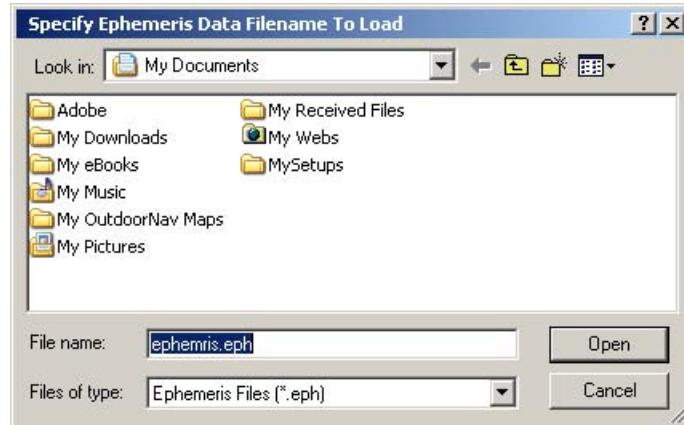 Specify Ephemeris Data Filename To Load
Look in: My Documents
Adobe
My Downloads
My eBooks
My Music
My OutdoorNav Maps
My Pictures
My Received Files
My Webs
MySetups
File name: ephemris.eph Open
Files of type: Ephemeris Files (*.eph) Cancel